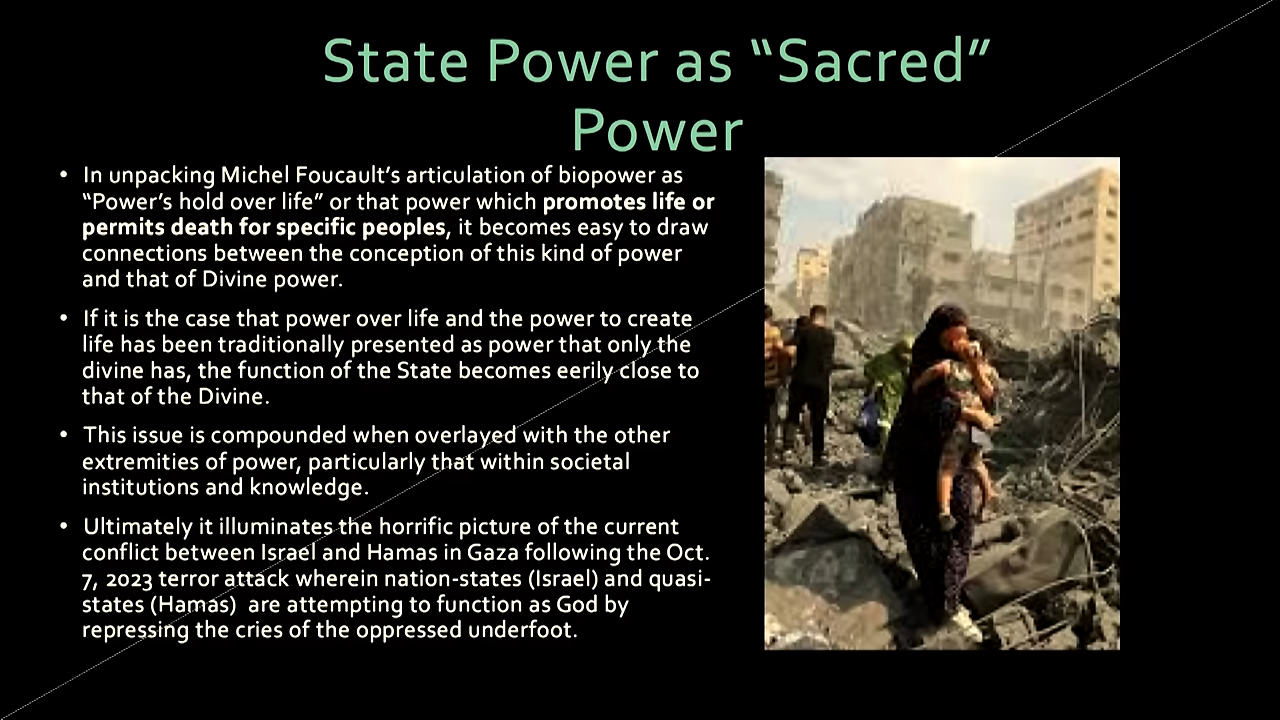 State Power as “Sacred”
Power
• In unpacking Michel Foucault’s articulation of biopower as
“Power’s hold over life” or that power which promotes life or
permits death for specific peoples, it becomes easy to draw
connections between the conception of this kind of power
and that of Divine power.
• If it is the case that power over life and the power to create
life has been traditionally presented as power that only the
divine has, the function of the State becomes eerily close to
that of the Divine.
• This issue is compounded when overlayed with the other
extremities of power, particularly that within societal
institutions and knowledge.
• Ultimately it illuminates the horrific picture of the current
conflict between Israel and Hamas in Gaza following the Oct.
7, 2023 terror attack wherein nation-states (Israel) and quasi-
states (Hamas)  are attempting to function as God by
repressing the cries of the oppressed underfoot.